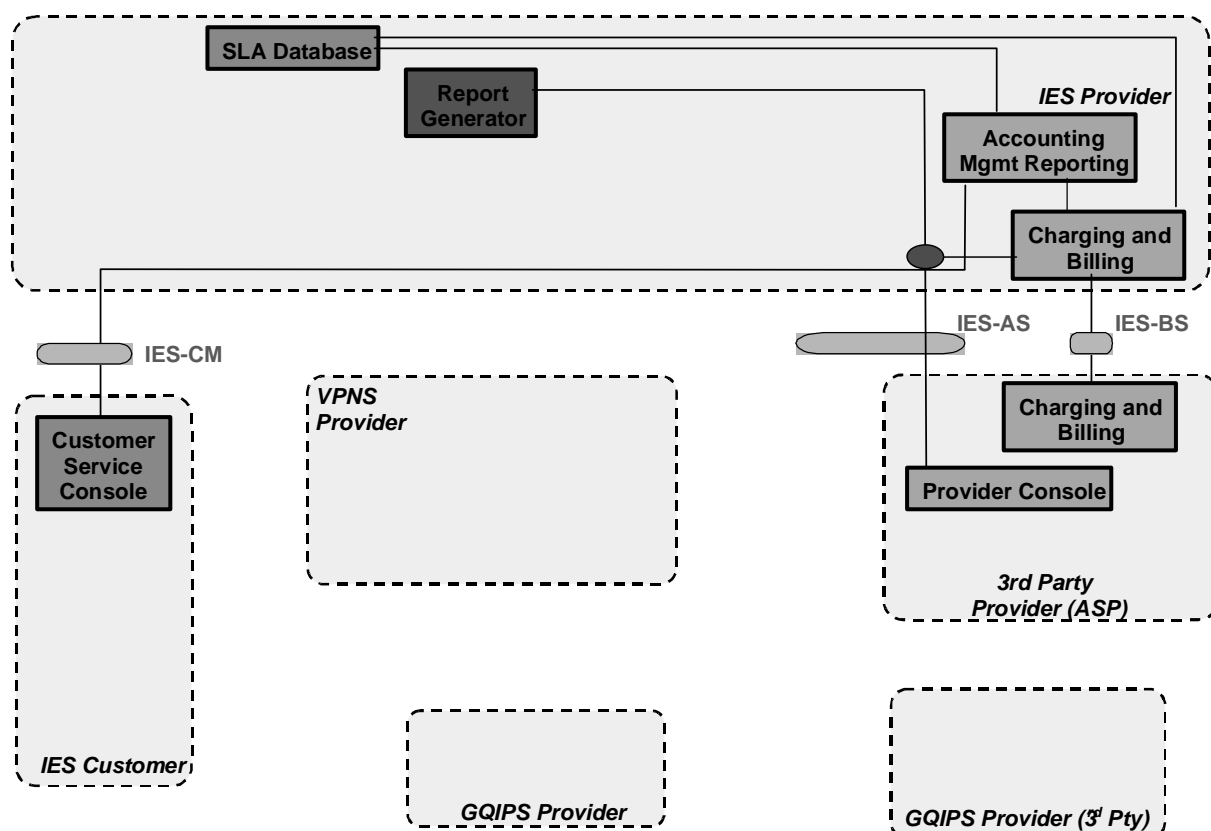 SLA Database
Report
Generator
IES Provider
Accounting
Mgmt Reporting
Charging and
Billing
IES-AS
IES-BS
IES-CM
VPNS
Provider
Charging and
Billing
Customer
Service
Console
Provider Console
3rd Party
Provider (ASP)
IES Customer
GQIPS Provider
GQIPS Provider (3rd Pty)